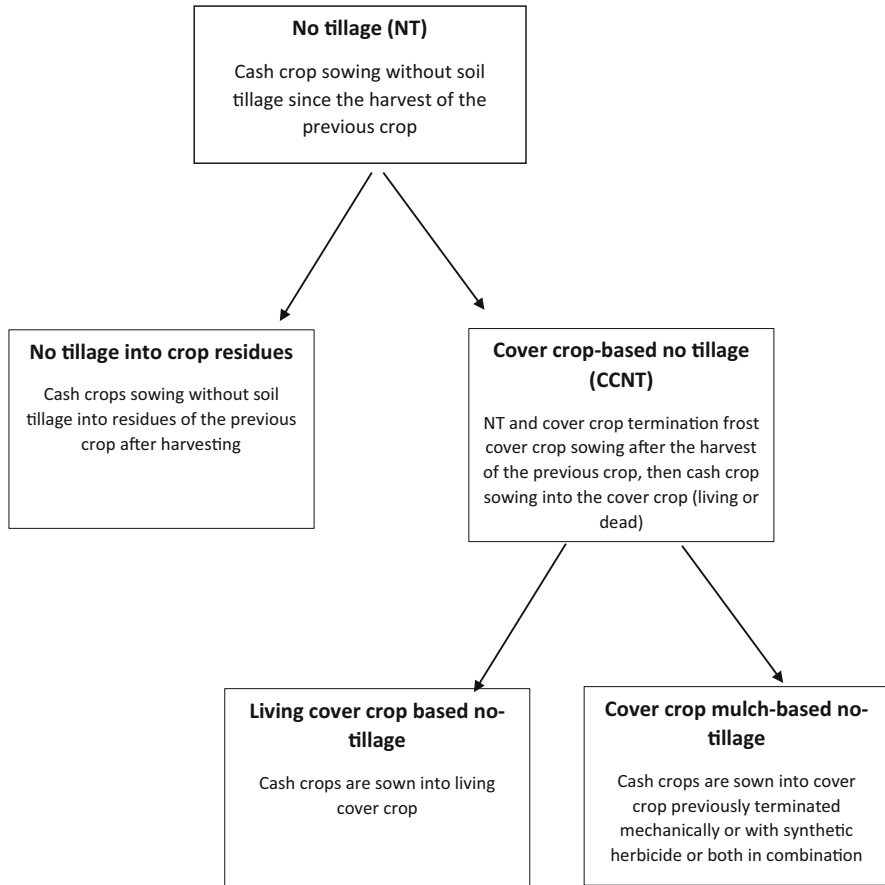 No tillage (NT)
Cash crop sowing without soil
tillage since the harvest of the
previous crop
No tillage into crop residues
Cash crops sowing without soil
tillage into residues of the previous
crop after harvesting
Cover crop-based no tillage
(CCNT)
NT and cover crop termination frost
cover crop sowing after the harvest
of the previous crop, then cash crop
sowing into the cover crop (living or
dead)
Living cover crop based no-
tillage
Cash crops are sown into living
cover crop
Cover crop mulch-based no-
tillage
Cash crops are sown into cover
crop previously terminated
mechanically or with synthetic
herbicide or both in combination